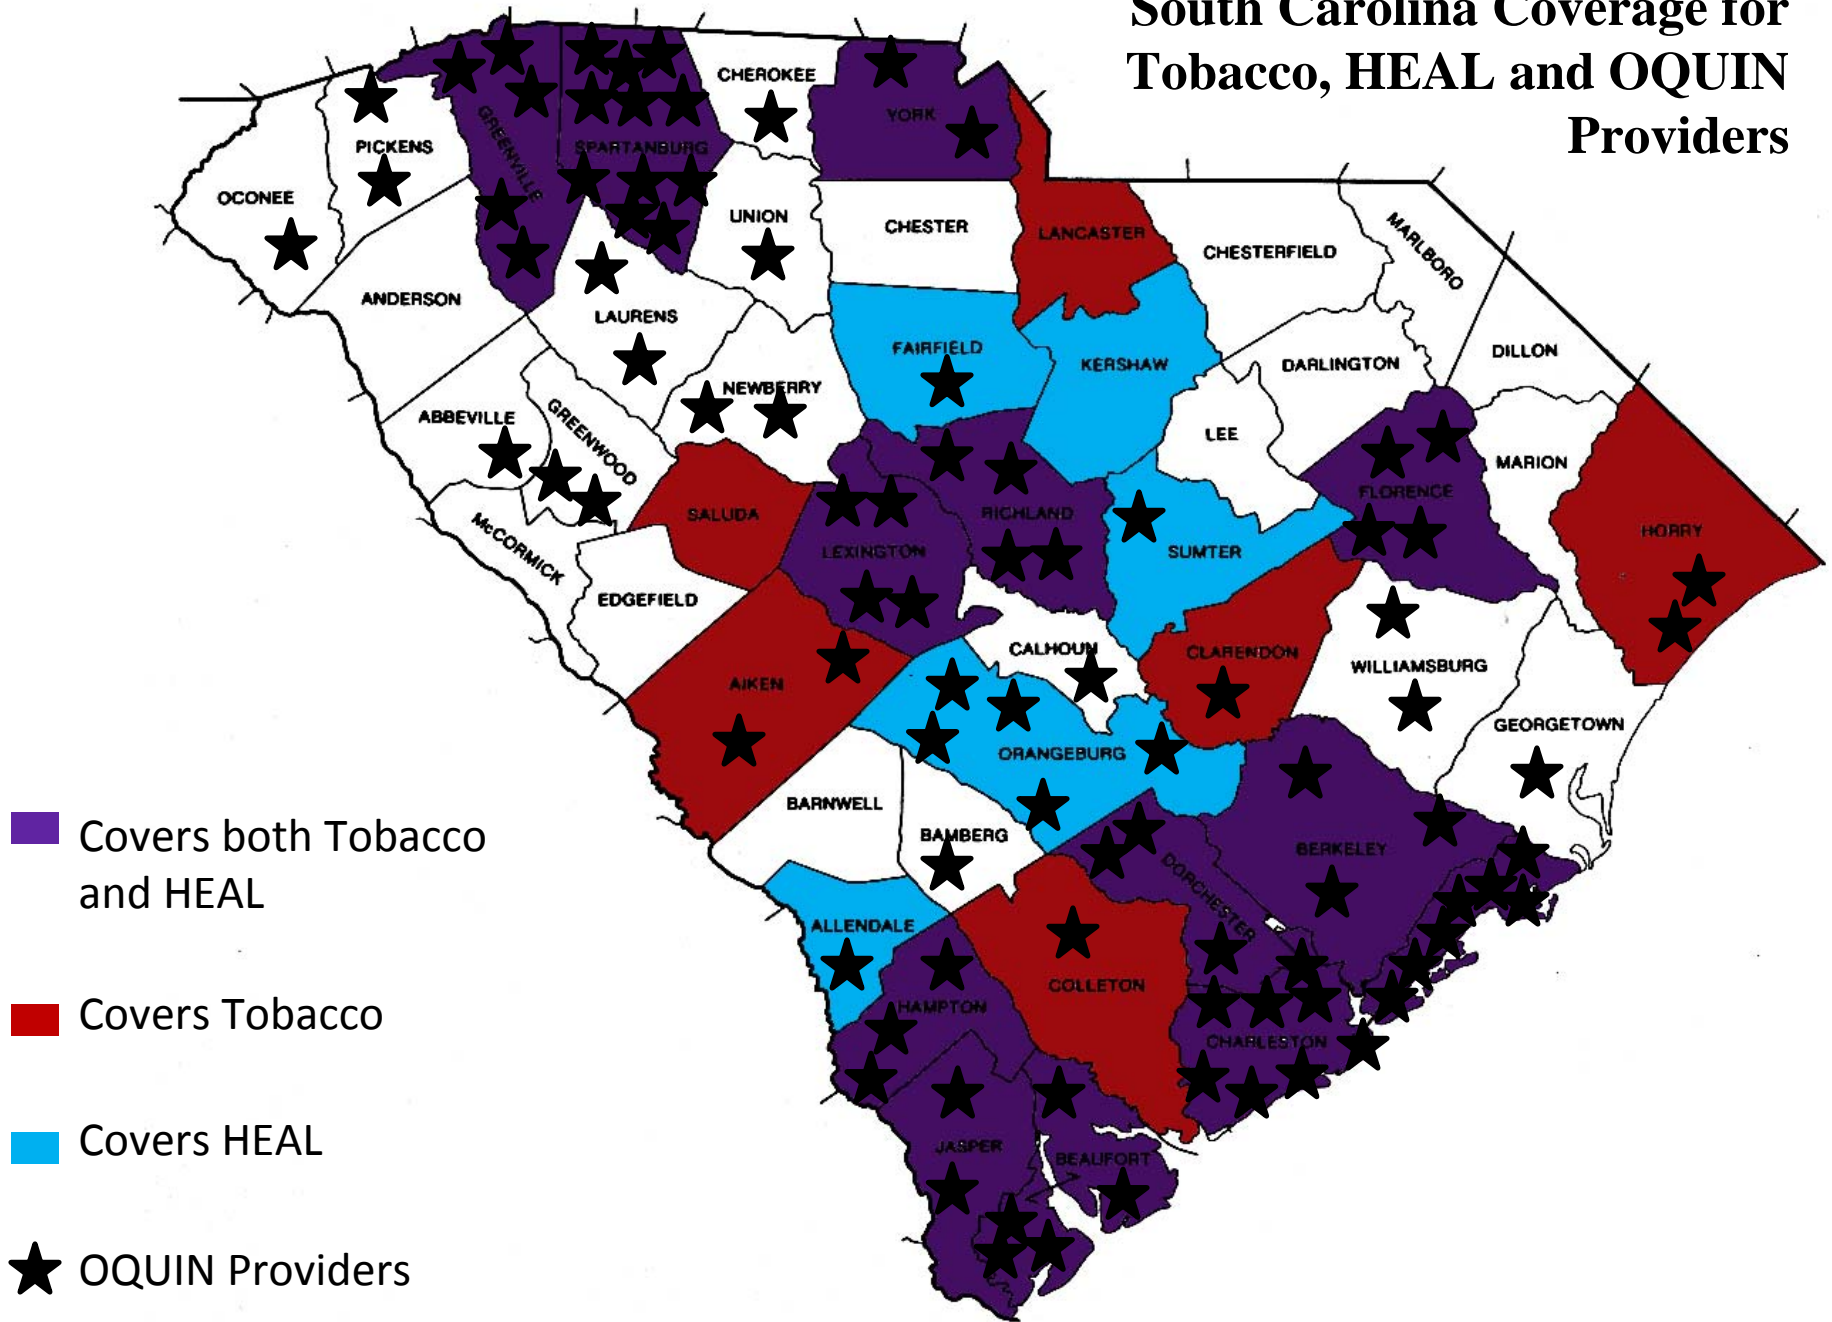 South Carolina Coverage for
Tobacco, HEAL and OQUIN
Providers
CHEROKEE
YORK
GREENVILLE
SPARTANBURG
PICKENS
OCONEE
UNION
CHESTER
LANCASTER
CHESTERFIELD
MARLBORO
ANDERSON
LAURENS
FAIRFIELD
KERSHAW
DARLINGTON
DILLON
NEWBERRY
ABBEVILLE
GREENWOOD
LEE
MARION
FLORENCE
SALUDA
RICHLAND
HORRY
McCORMICK
LEXINGTON
SUMTER
EDGEFIELD
CALHOUN
CLARENDON
WILLIAMSBURG
AIKEN
GEORGETOWN
ORANGEBURG
BARNWELL
BAMBERG
BERKELEY
DORCHESTER
ALLENDALE
COLLETON
HAMPTON
CHARLESTON
JASPER
BEAUFORT
Covers both Tobacco
and HEAL
Covers Tobacco
Covers HEAL
OQUIN Providers